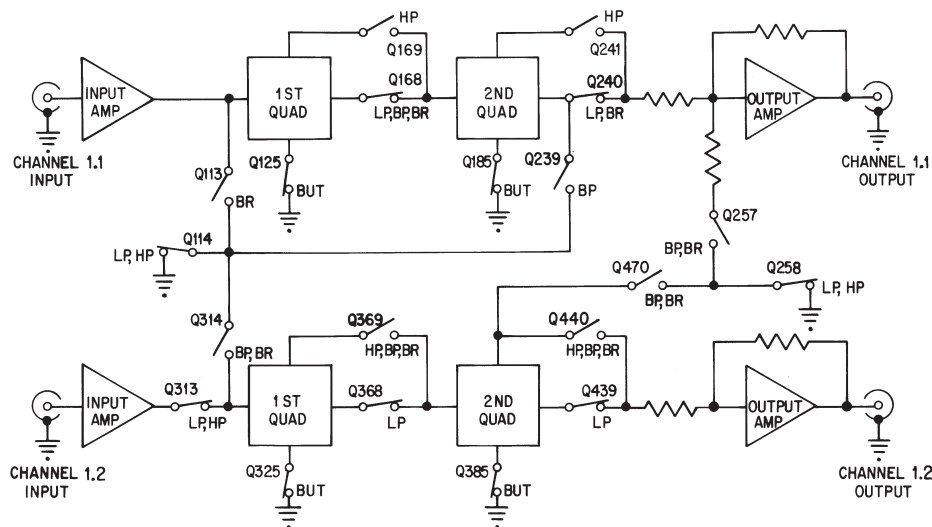 HP
Q169
HP
Q241
INPUT
AMP
1ST
QUAD
Q168
LP,BP,BR
2ND
QUAD
Q240
LP,BR
OUTPUT
AMP
CHANNEL 1.1
INPUT
Q113
BR
Q125
BUT
Q185
BUT
Q239
BP
CHANNEL 1.1
OUTPUT
Q257
BP,BR
Q114
LP, HP
Q470
BP,BR
Q258
LP, HP
Q314
BP,BR
Q369
HP,BP,BR
Q440
HP,BP,BR
INPUT
AMP
Q313
LP,HP
1ST
QUAD
Q368
LP
2ND
QUAD
Q439
LP
OUTPUT
AMP
CHANNEL 1.2
INPUT
Q325
BUT
Q385
BUT
CHANNEL 1.2
OUTPUT